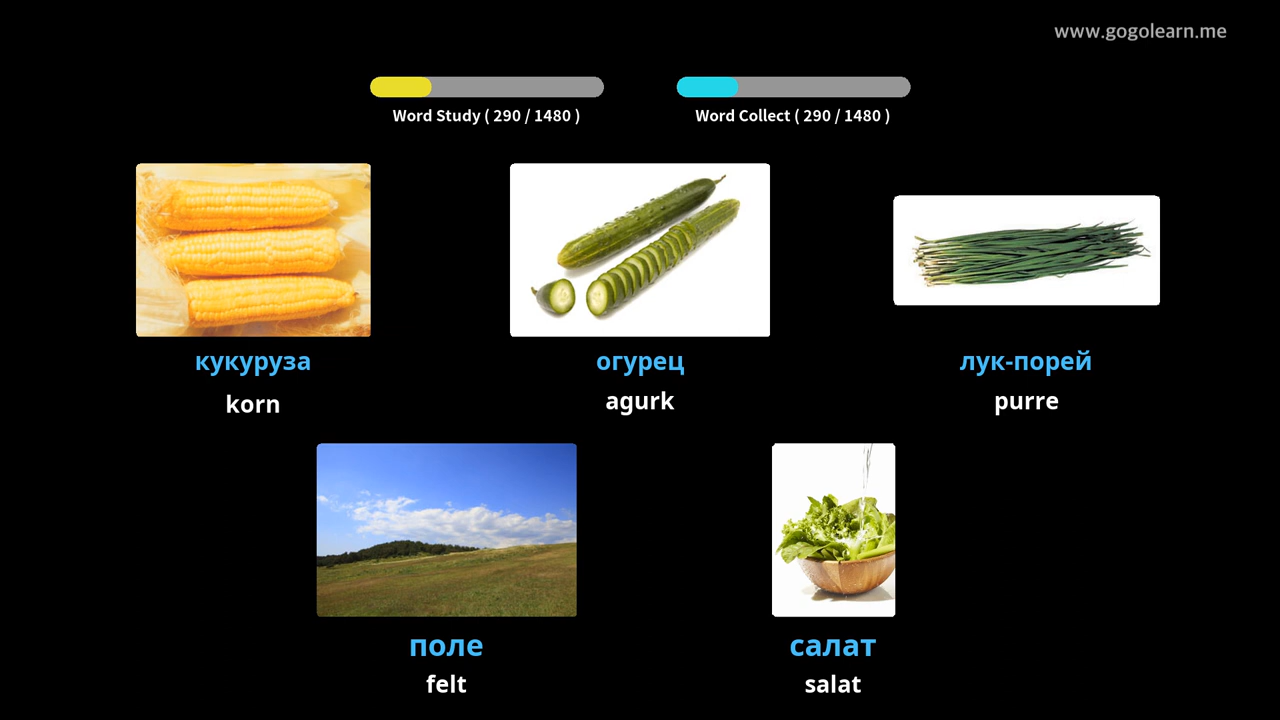 www.gogolearn.me
Word Study ( 290 / 1480 )
Word Collect ( 290 / 1480 )
кукуруза
korn
огурец
agurk
лук-порей
purre
поле
felt
салат
salat